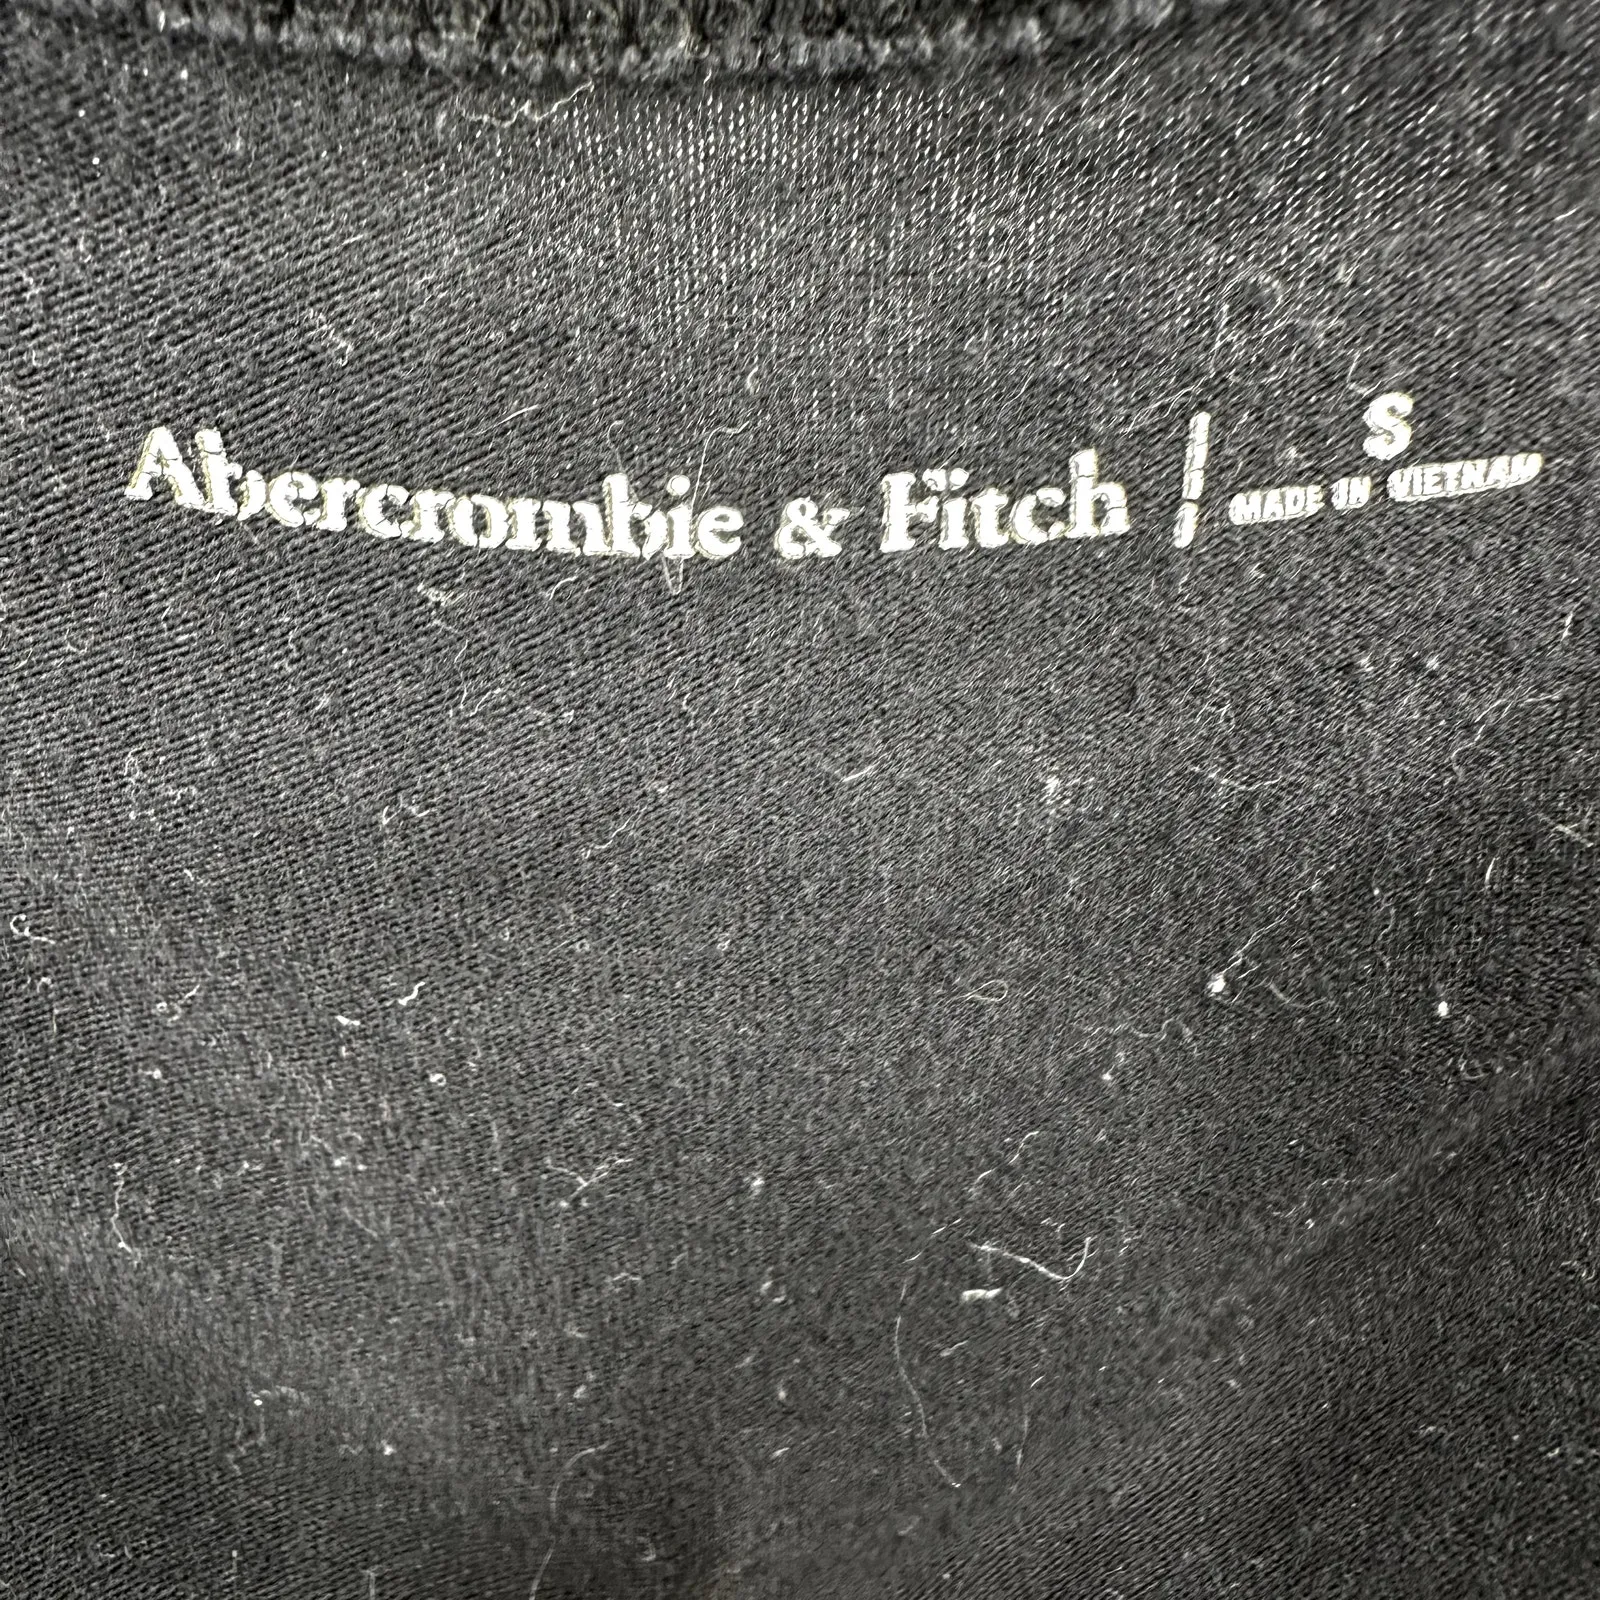 Abercrombie & Fitch | S
MADE IN VIETNAM